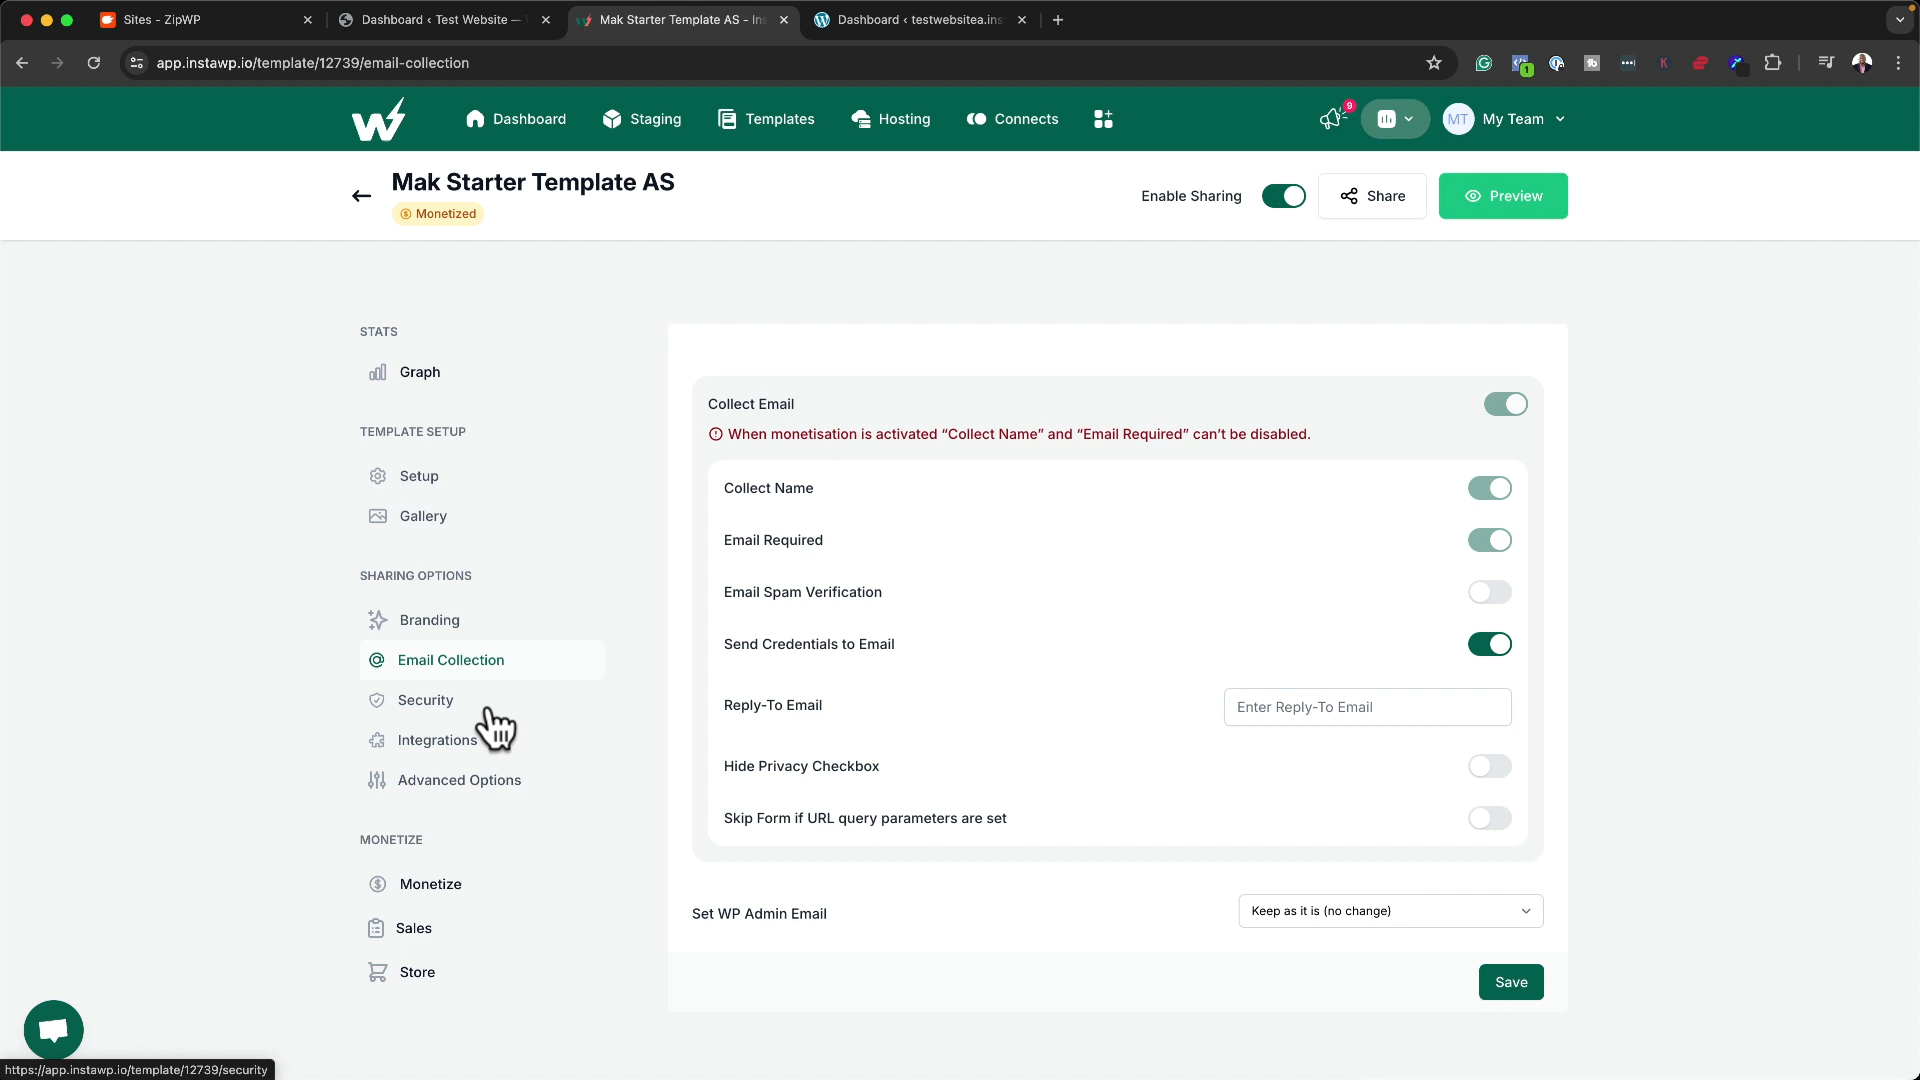 Sites - ZipWP
Dashboard ‹ Test Website —
Mak Starter Template AS - Ins
Dashboard ‹ testwebsitea.ins
app.instawp.io/template/12739/email-collection
1
Dashboard
Staging
Templates
Hosting
Connects
9
MT
My Team
Mak Starter Template AS
Monetized
Enable Sharing
Share
Preview
STATS
Graph
TEMPLATE SETUP
Setup
Gallery
SHARING OPTIONS
Branding
Email Collection
Security
Integrations
Advanced Options
MONETIZE
Monetize
Sales
Store
Collect Email
When monetisation is activated “Collect Name” and “Email Required” can’t be disabled.
Collect Name
Email Required
Email Spam Verification
Send Credentials to Email
Reply-To Email
Enter Reply-To Email
Hide Privacy Checkbox
Skip Form if URL query parameters are set
Set WP Admin Email
Keep as it is (no change)
Save
https://app.instawp.io/template/12739/security